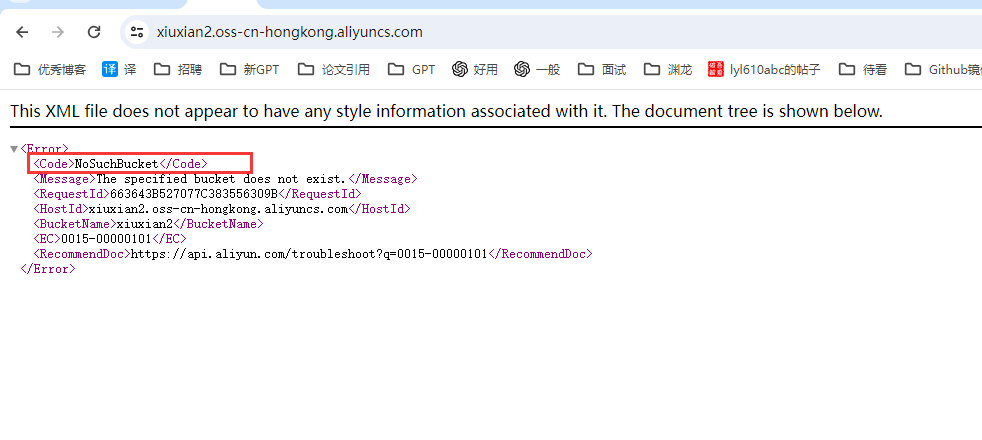 xiuxian2.oss-cn-hongkong.aliyuncs.com
优秀博客 译 译 招聘 新GPT 论文引用 GPT 好用 一般 面试 渊龙 lyl610abc的帖子 待看 Github镜像
This XML file does not appear to have any style information associated with it. The document tree is shown below.
▼<Error>
<Code>NoSuchBucket</Code>
<Message>The specified bucket does not exist.</Message>
<RequestId>663643B527077C383556309B</RequestId>
<HostId>xiuxian2.oss-cn-hongkong.aliyuncs.com</HostId>
<BucketName>xiuxian2</BucketName>
<EC>0015-00000101</EC>
<RecommendDoc>https://api.aliyun.com/troubleshoot?q=0015-00000101</RecommendDoc>
</Error>